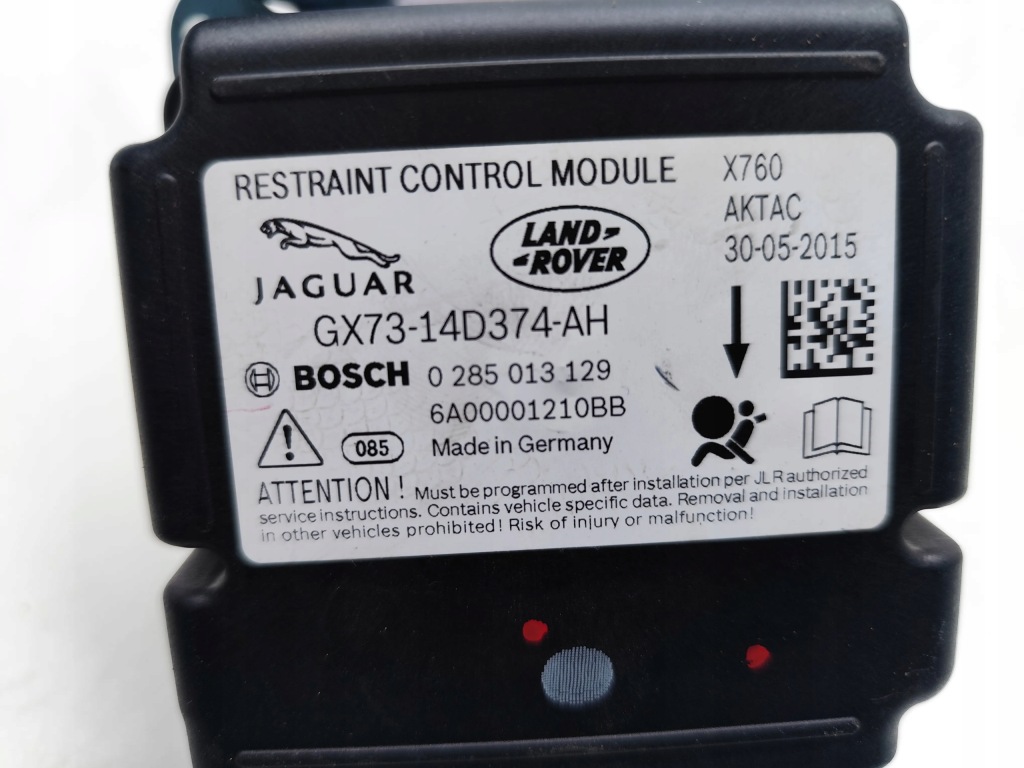 RESTRAINT CONTROL MODULE
X760
AKTAC
30-05-2015
JAGUAR
LAND ROVER
GX73-14D374-AH
BOSCH 0 285 013 129
6A00001210BB
085 Made in Germany
ATTENTION! Must be programmed after installation per JLR authorized
service instructions. Contains vehicle specific data. Removal and installation
in other vehicles prohibited! Risk of injury or malfunction!